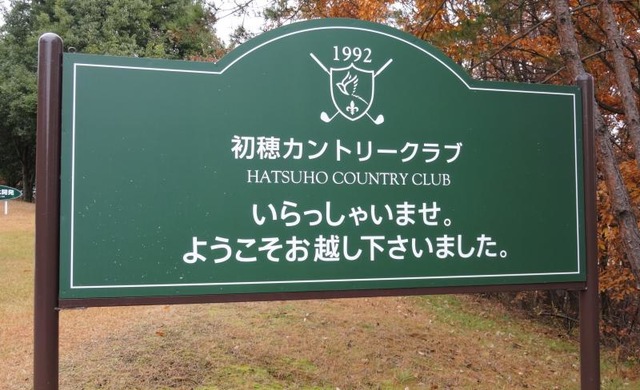 1992
初穂カントリークラブ
HATSUHO COUNTRY CLUB
いらっしゃいませ。
ようこそお越し下さいました。